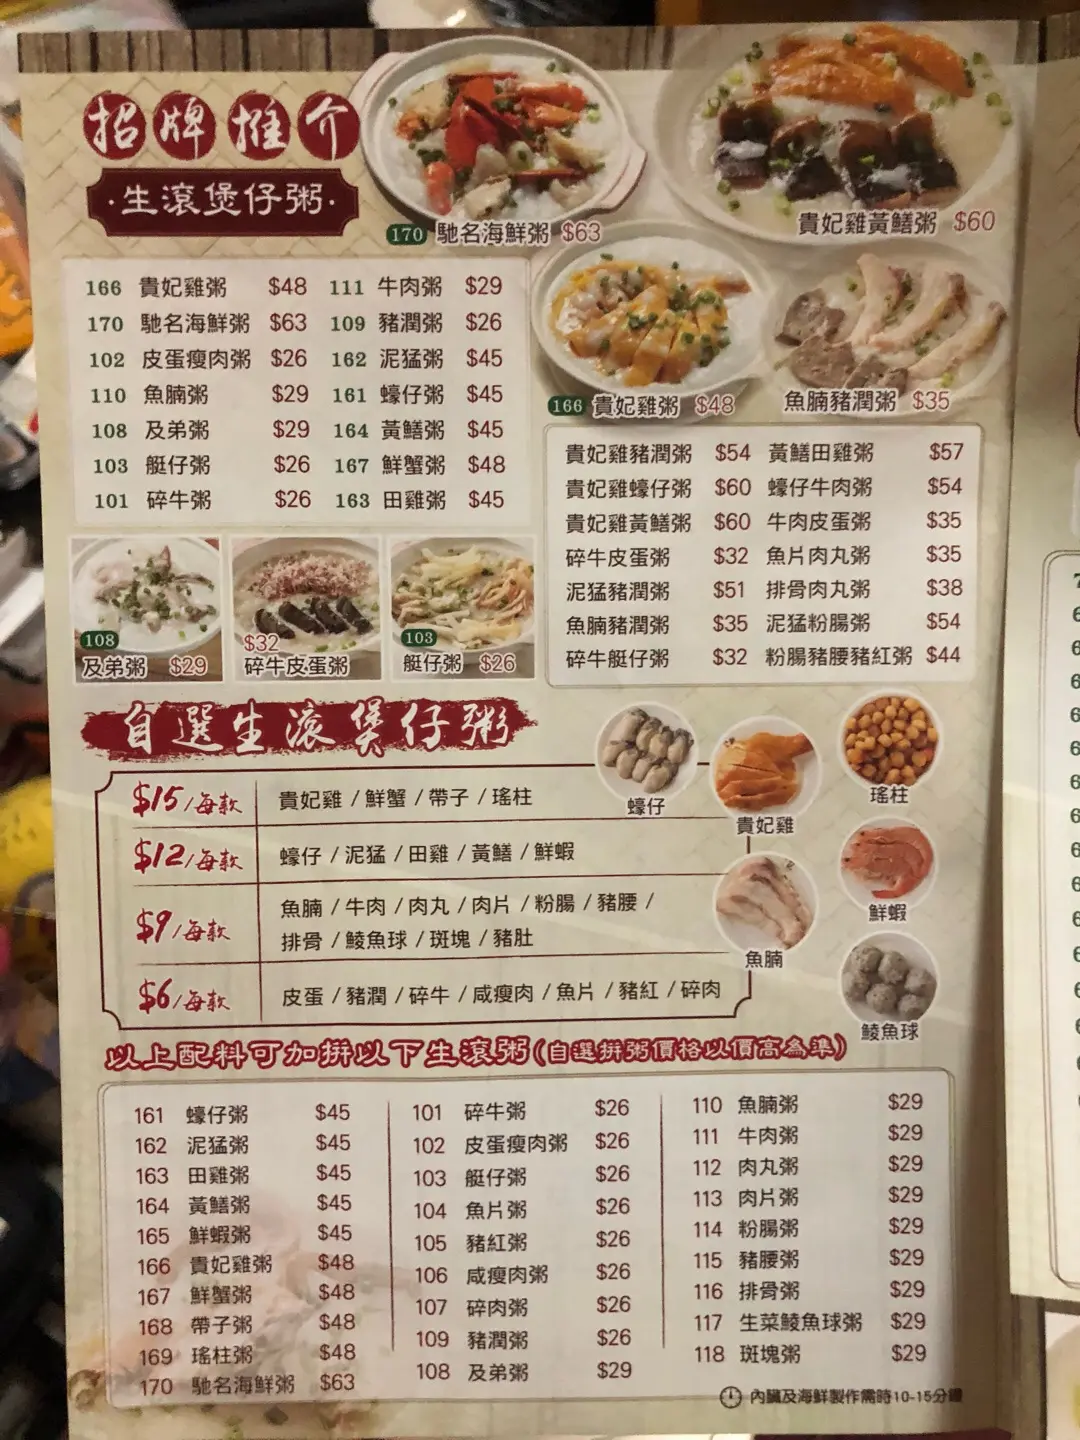 招牌推介
·生滾煲仔粥·
170 馳名海鮮粥 $63
貴妃雞黃鱔粥 $60
166 貴妃雞粥 $48 111 牛肉粥 $29
170 馳名海鮮粥 $63 109 豬潤粥 $26
102 皮蛋瘦肉粥 $26 162 泥猛粥 $45
110 魚腩粥 $29 161 蠔仔粥 $45
108 及弟粥 $29 164 黃鱔粥 $45
103 艇仔粥 $26 167 鮮蟹粥 $48
101 碎牛粥 $26 163 田雞粥 $45
166 貴妃雞粥 $48
魚腩豬潤粥 $35
貴妃雞豬潤粥 $54 黃鱔田雞粥 $57
貴妃雞蠔仔粥 $60 蠔仔牛肉粥 $54
貴妃雞黃鱔粥 $60 牛肉皮蛋粥 $35
碎牛皮蛋粥 $32 魚片肉丸粥 $35
泥猛豬潤粥 $51 排骨肉丸粥 $38
魚腩豬潤粥 $35 泥猛粉腸粥 $54
碎牛艇仔粥 $32 粉腸豬腰豬紅粥 $44
108
及弟粥 $29
$32
碎牛皮蛋粥
103
艇仔粥 $26
自選生滾煲仔粥
$15/每款 貴妃雞 / 鮮蟹 / 帶子 / 瑤柱
$12/每款 蠔仔 / 泥猛 / 田雞 / 黃鱔 / 鮮蝦
$9/每款 魚腩 / 牛肉 / 肉丸 / 肉片 / 粉腸 / 豬腰 /
排骨 / 鯪魚球 / 斑塊 / 豬肚
$6/每款 皮蛋 / 豬潤 / 碎牛 / 咸瘦肉 / 魚片 / 豬紅 / 碎肉
蠔仔
貴妃雞
瑤柱
鮮蝦
魚腩
鯪魚球
以上配料可加拼以下生滾粥(自選拼粥價格以價高為準)
161 蠔仔粥 $45
162 泥猛粥 $45
163 田雞粥 $45
164 黃鱔粥 $45
165 鮮蝦粥 $45
166 貴妃雞粥 $48
167 鮮蟹粥 $48
168 帶子粥 $48
169 瑤柱粥 $48
170 馳名海鮮粥 $63
101 碎牛粥 $26
102 皮蛋瘦肉粥 $26
103 艇仔粥 $26
104 魚片粥 $26
105 豬紅粥 $26
106 咸瘦肉粥 $26
107 碎肉粥 $26
109 豬潤粥 $26
108 及弟粥 $29
110 魚腩粥 $29
111 牛肉粥 $29
112 肉丸粥 $29
113 肉片粥 $29
114 粉腸粥 $29
115 豬腰粥 $29
116 排骨粥 $29
117 生菜鯪魚球粥 $29
118 斑塊粥 $29
內臟及海鮮製作需時10-15分鐘